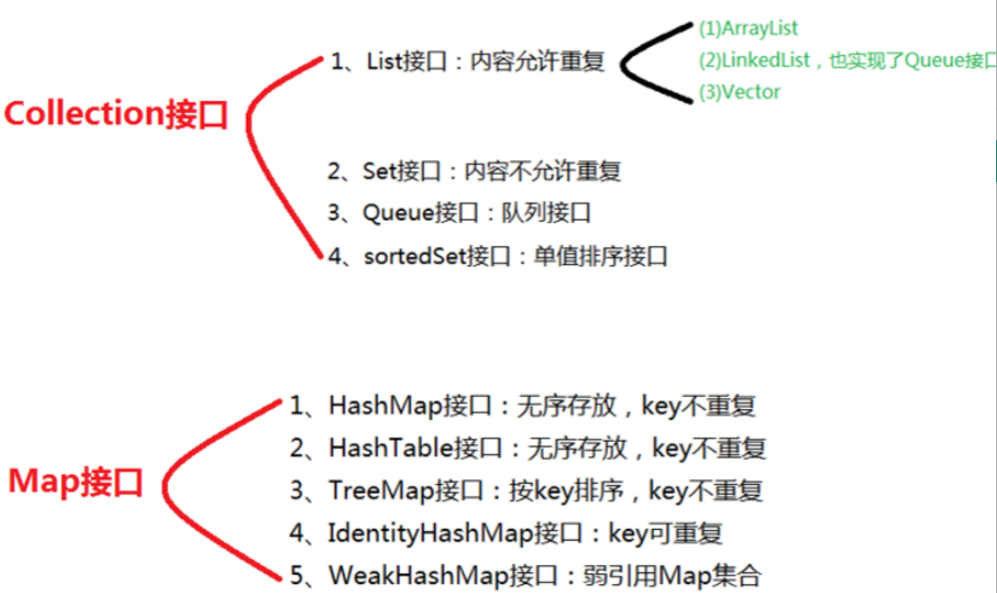 (1)ArrayList
1、List接口：内容允许重复
(2)LinkedList，也实现了Queue接口
(3)Vector
Collection接口
2、Set接口：内容不允许重复
3、Queue接口：队列接口
4、sortedSet接口：单值排序接口
1、HashMap接口：无序存放，key不重复
2、HashTable接口：无序存放，key不重复
Map接口
3、TreeMap接口：按key排序，key不重复
4、IdentityHashMap接口：key可重复
5、WeakHashMap接口：弱引用Map集合